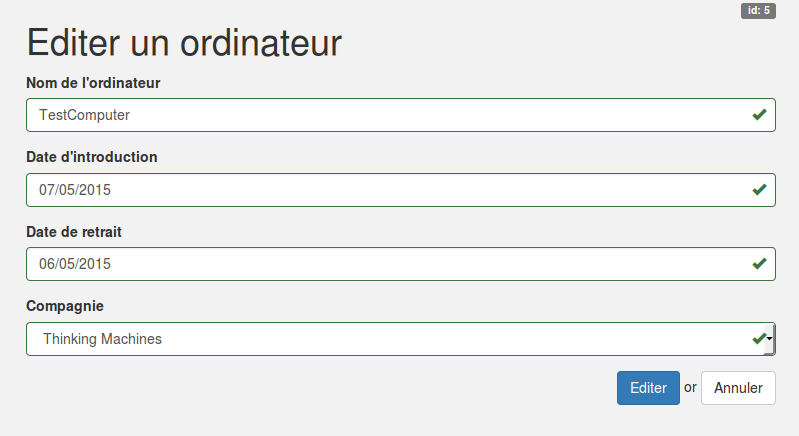 id: 5
Editer un ordinateur
Nom de l'ordinateur
TestComputer
Date d'introduction
07/05/2015
Date de retrait
06/05/2015
Compagnie
Thinking Machines
Editer or Annuler